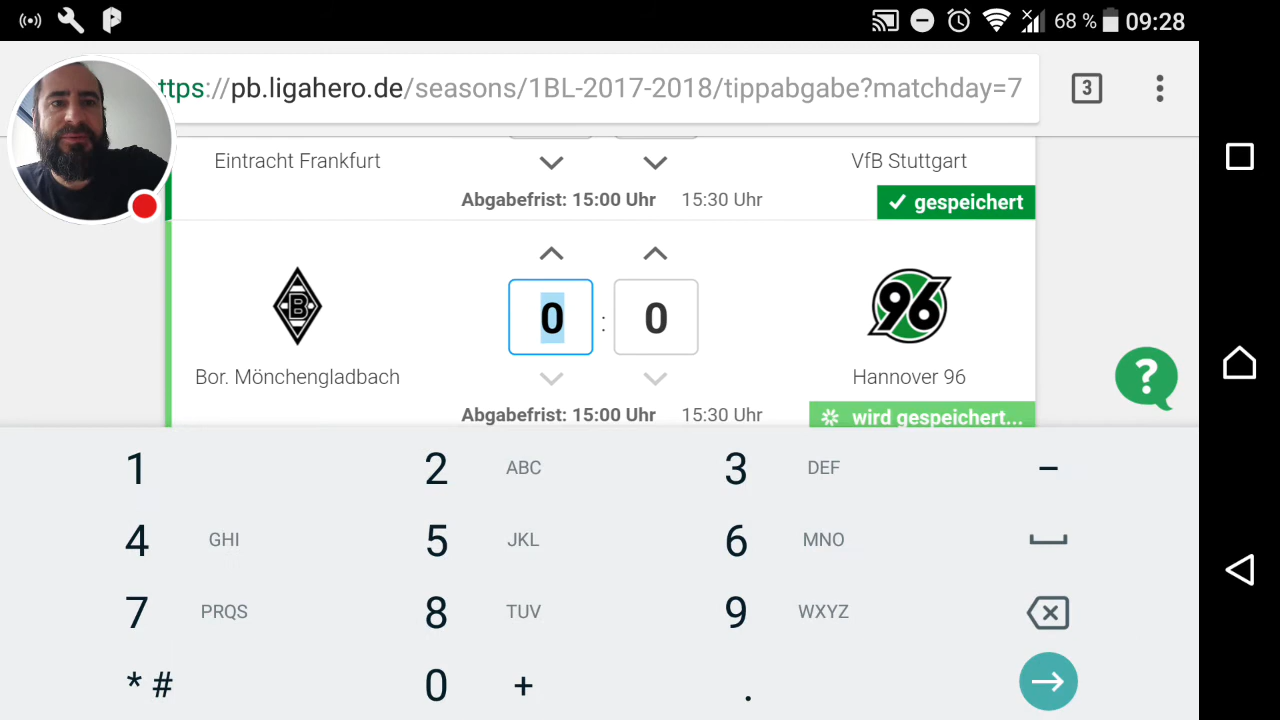 68 % 09:28
ttps://pb.ligahero.de/seasons/1BL-2017-2018/tippabgabe?matchday=7
3
Eintracht Frankfurt VfB Stuttgart
Abgabefrist: 15:00 Uhr 15:30 Uhr
gespeichert
B 0 : 0 96
Bor. Mönchengladbach Hannover 96
?
Abgabefrist: 15:00 Uhr 15:30 Uhr
wird gespeichert...
1 2 ABC 3 DEF –
4 GHI 5 JKL 6 MNO
7 PRQS 8 TUV 9 WXYZ
* # 0 + .